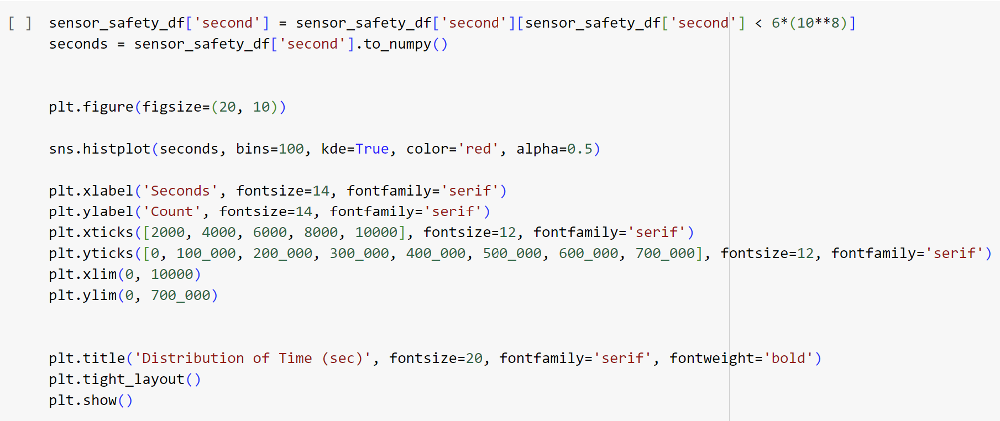 [ ] sensor_safety_df['second'] = sensor_safety_df['second'][sensor_safety_df['second'] < 6*(10**8)]
seconds = sensor_safety_df['second'].to_numpy()
plt.figure(figsize=(20, 10))
sns.histplot(seconds, bins=100, kde=True, color='red', alpha=0.5)
plt.xlabel('Seconds', fontsize=14, fontfamily='serif')
plt.ylabel('Count', fontsize=14, fontfamily='serif')
plt.xticks([2000, 4000, 6000, 8000, 10000], fontsize=12, fontfamily='serif')
plt.yticks([0, 100_000, 200_000, 300_000, 400_000, 500_000, 600_000, 700_000], fontsize=12, fontfamily='serif')
plt.xlim(0, 10000)
plt.ylim(0, 700_000)
plt.title('Distribution of Time (sec)', fontsize=20, fontfamily='serif', fontweight='bold')
plt.tight_layout()
plt.show()